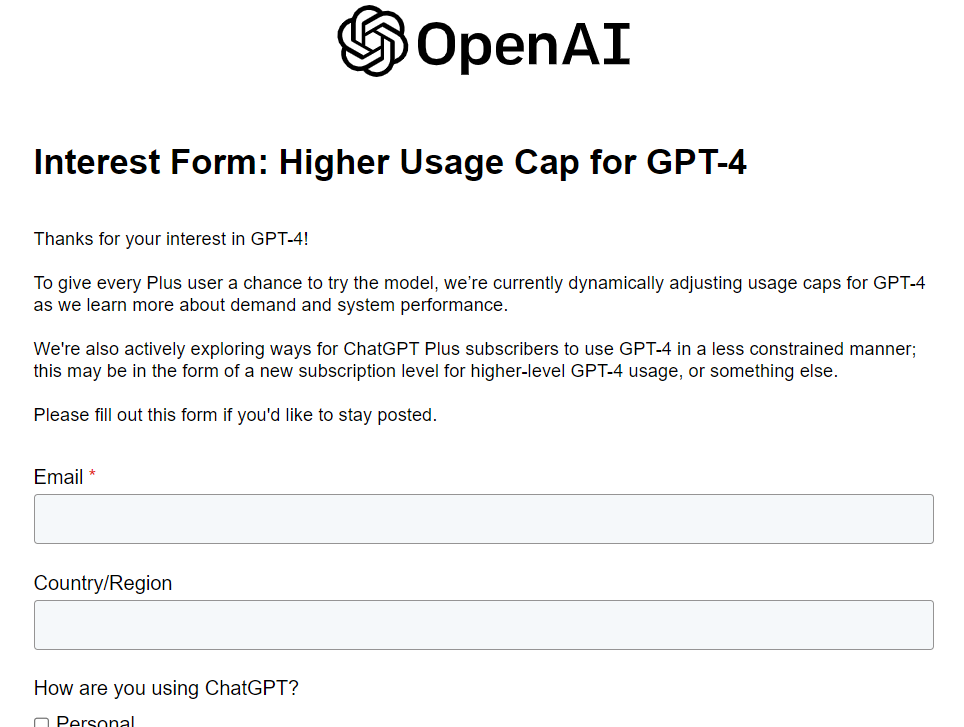 OpenAI
Interest Form: Higher Usage Cap for GPT-4
Thanks for your interest in GPT-4!
To give every Plus user a chance to try the model, we’re currently dynamically adjusting usage caps for GPT-4
as we learn more about demand and system performance.
We're also actively exploring ways for ChatGPT Plus subscribers to use GPT-4 in a less constrained manner;
this may be in the form of a new subscription level for higher-level GPT-4 usage, or something else.
Please fill out this form if you'd like to stay posted.
Email *
Country/Region
How are you using ChatGPT?
Personal